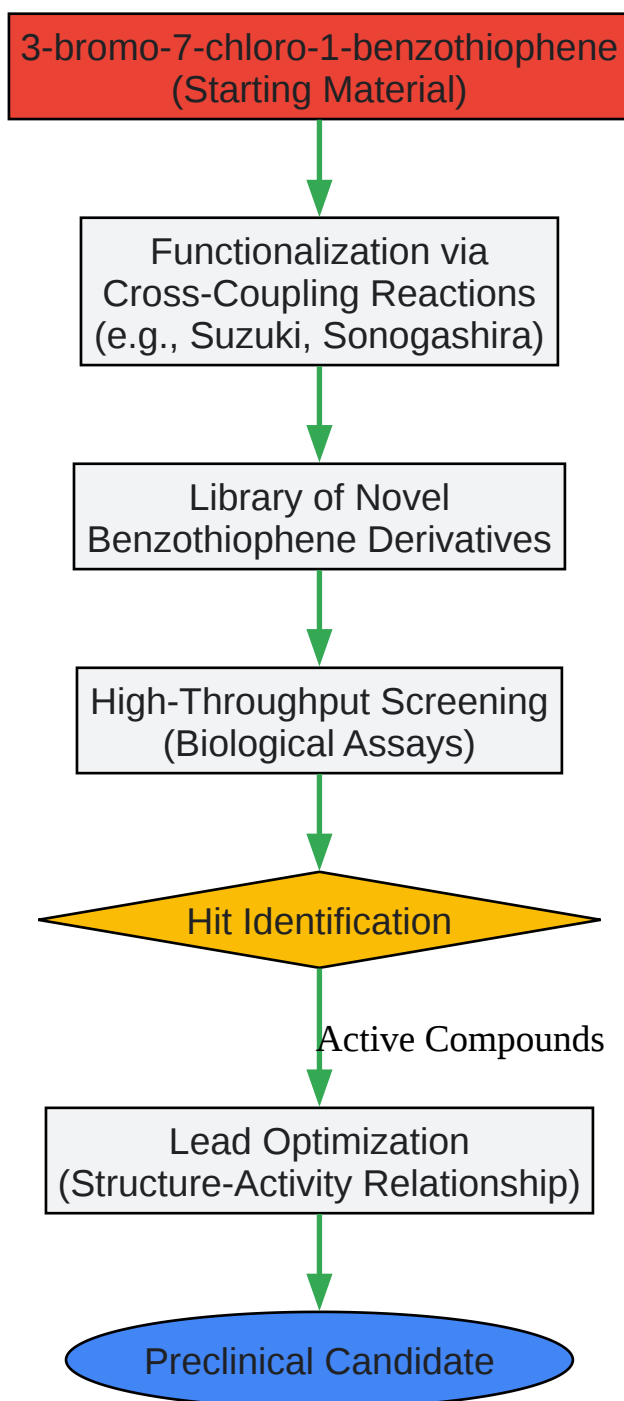 3-bromo-7-chloro-1-benzothiophene
(Starting Material)
Functionalization via
Cross-Coupling Reactions
(e.g., Suzuki, Sonogashira)
Library of Novel
Benzothiophene Derivatives
High-Throughput Screening
(Biological Assays)
Hit Identification
Active Compounds
Lead Optimization
(Structure-Activity Relationship)
Preclinical Candidate